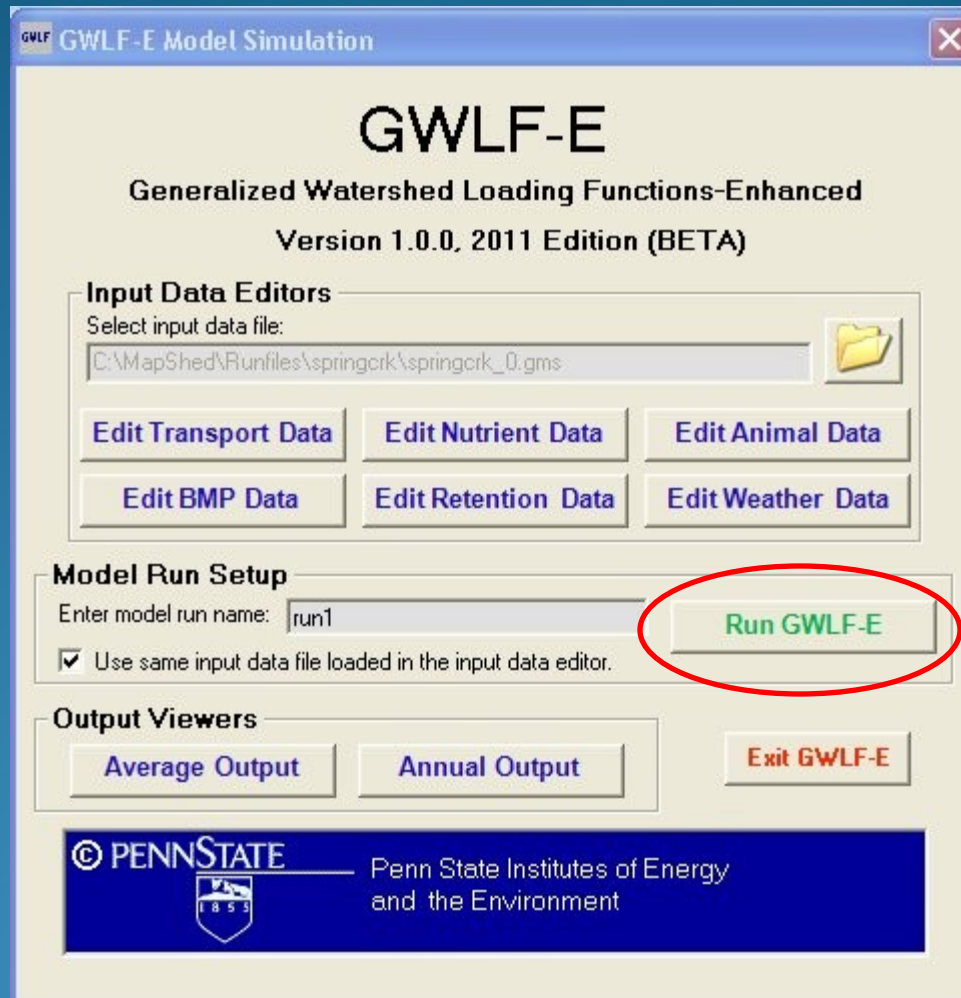 GWLF GWLF-E Model Simulation
GWLF-E
Generalized Watershed Loading Functions-Enhanced
Version 1.0.0, 2011 Edition (BETA)
Input Data Editors
Select input data file:
C:\MapShed\Runfiles\springcrk\springcrk_0.gms
Edit Transport Data Edit Nutrient Data Edit Animal Data
Edit BMP Data Edit Retention Data Edit Weather Data
Model Run Setup
Enter model run name: run1
Run GWLF-E
Use same input data file loaded in the input data editor.
Output Viewers
Average Output Annual Output
Exit GWLF-E
© PENNSTATE
1855
Penn State Institutes of Energy
and the Environment